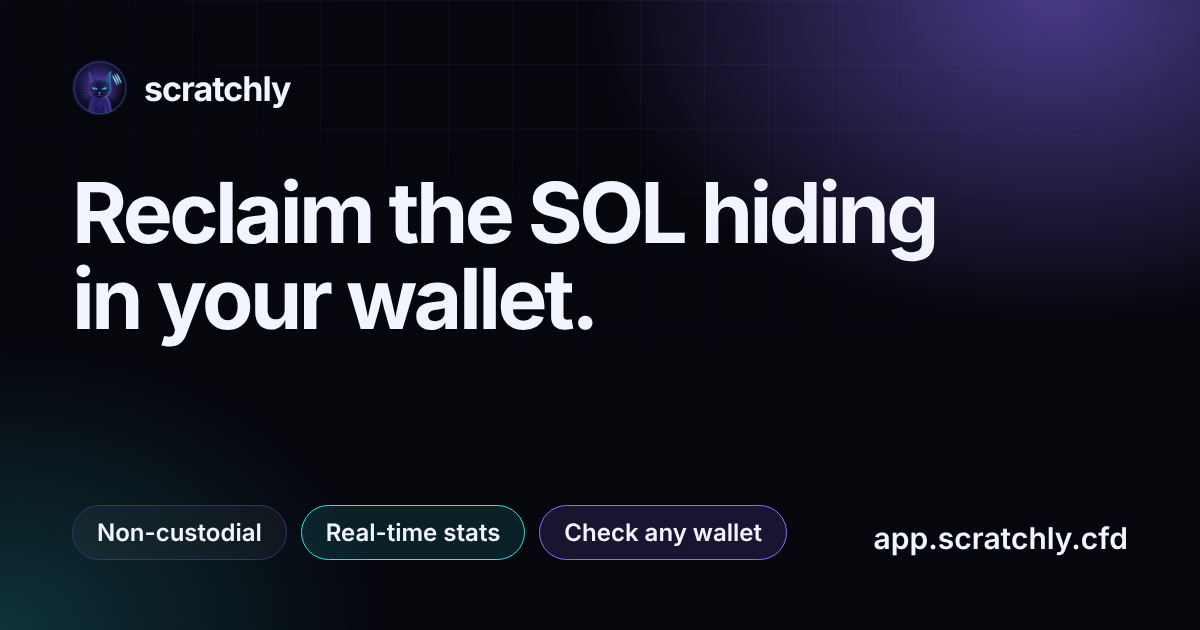 scratchly
Reclaim the SOL hiding
in your wallet.
Non-custodial
Real-time stats
Check any wallet
app.scratchly.cfd